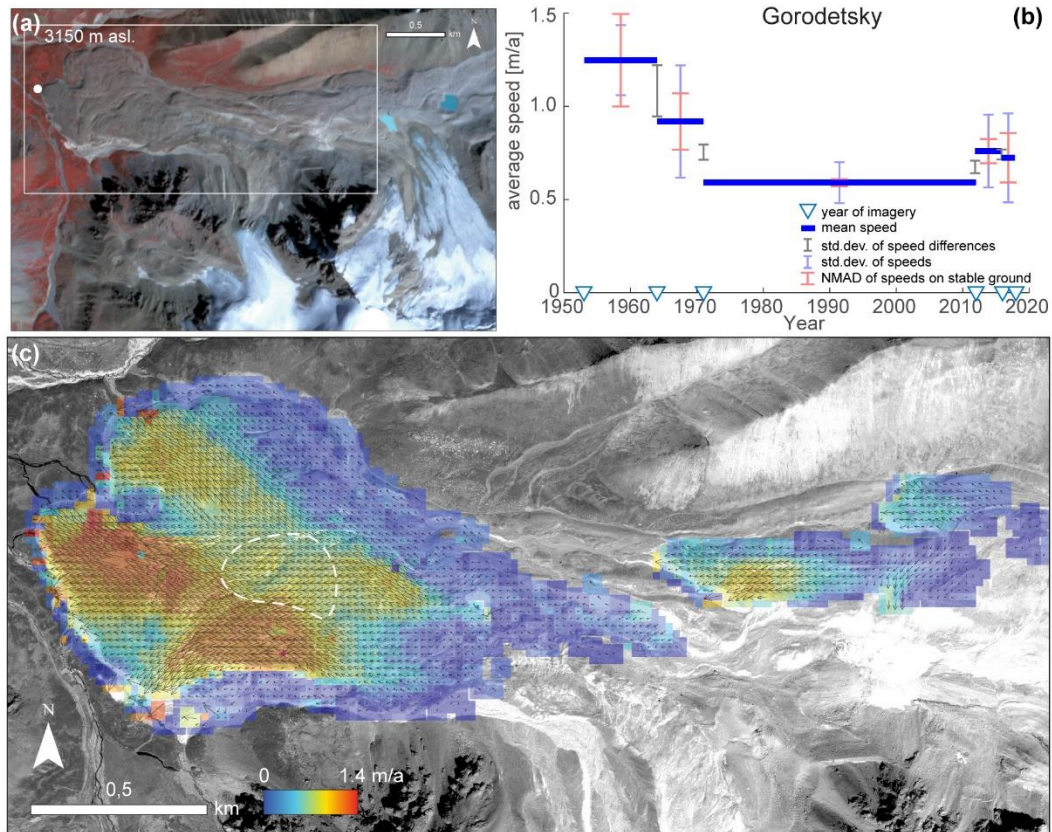 (a)
3150 m asl.
0.5
km
N
Gorodetsky
(b)
average speed [m/a]
1.5
1.0
0.5
0
year of imagery
mean speed
std.dev. of speed differences
std.dev. of speeds
NMAD of speeds on stable ground
1950 1960 1970 1980 1990 2000 2010 2020
Year
(c)
N
0,5
km
0
1.4 m/a